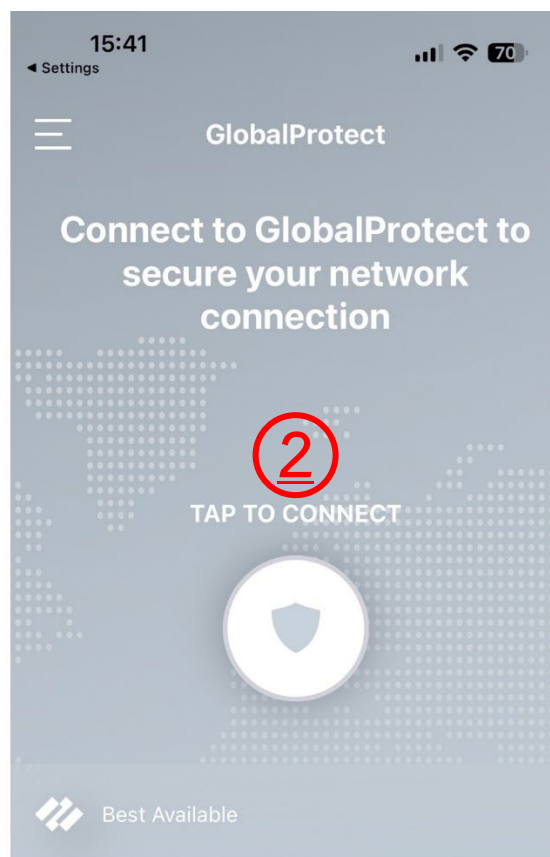 15:41
70
◄ Settings
GlobalProtect
Connect to GlobalProtect to
secure your network
connection
2
TAP TO CONNECT
Best Available